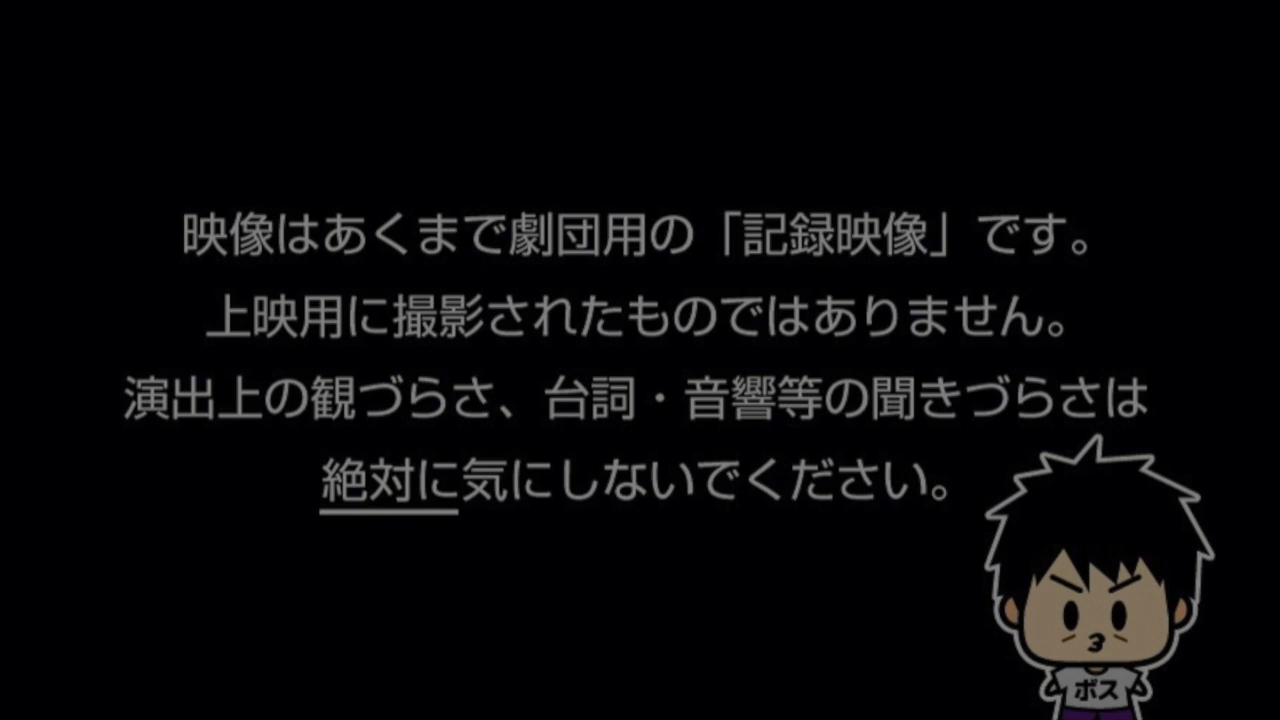 映像はあくまで劇団用の「記録映像」です。
上映用に撮影されたものではありません。
演出上の観づらさ、台詞・音響等の聞きづらさは
絶対に気にしないでください。
ボス